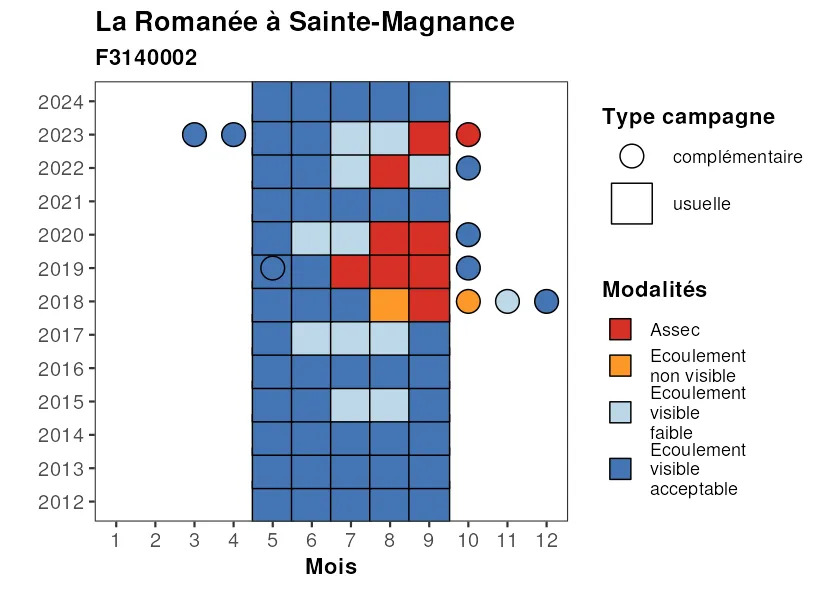 La Romanée à Sainte-Magnance
F3140002
2024
2023
2022
2021
2020
2019
2018
2017
2016
2015
2014
2013
2012
1 2 3 4 5 6 7 8 9 10 11 12
Mois
Type campagne
complémentaire
usuelle
Modalités
Assec
Ecoulement
non visible
Ecoulement
visible
faible
Ecoulement
visible
acceptable